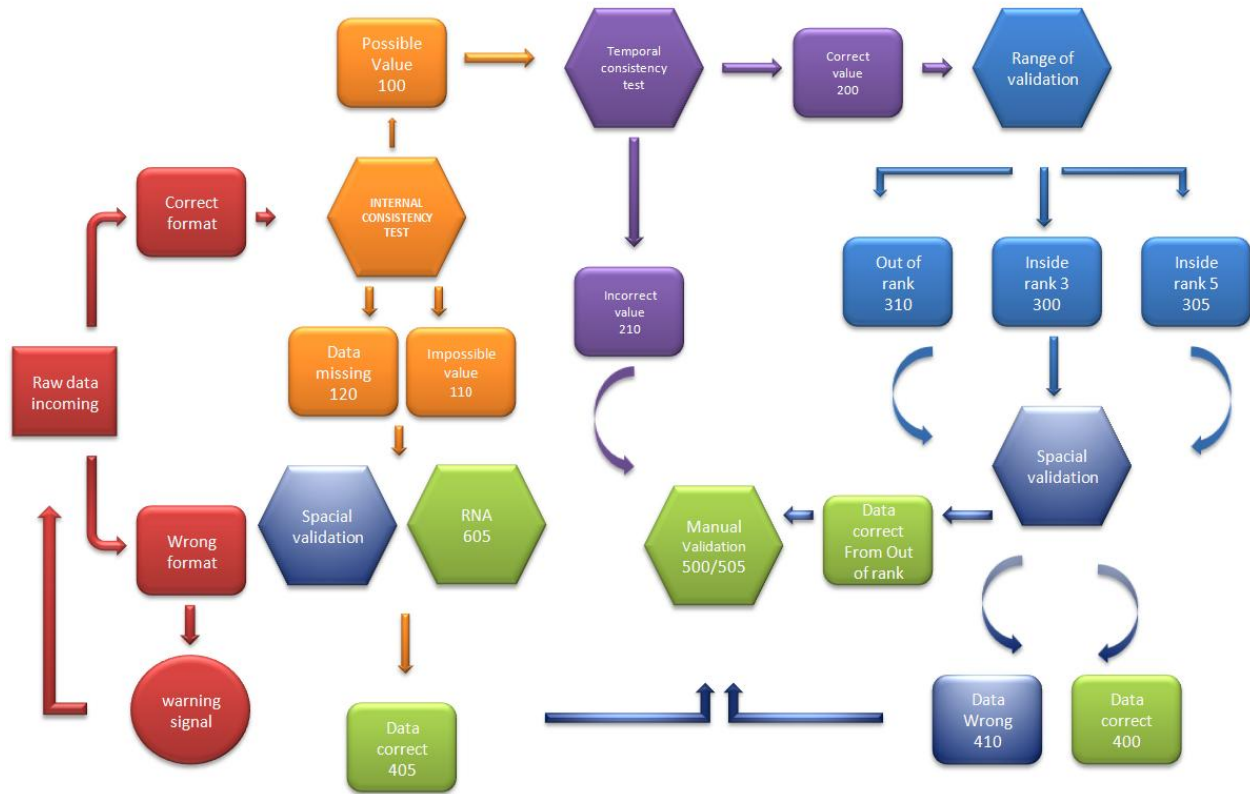 Possible
Value
100
Temporal
consistency
test
Correct
value
200
Range of
validation
Correct
format
INTERNAL
CONSISTENCY
TEST
Out of
rank
310
Inside
rank 3
300
Inside
rank 5
305
Incorrect
value
210
Data
missing
120
Impossible
value
110
Raw data
incoming
Spacial
validation
Spacial
validation
RNA
605
Manual
Validation
500/505
Data
correct
From Out
of rank
Wrong
format
warning
signal
Data
correct
405
Data
Wrong
410
Data
correct
400